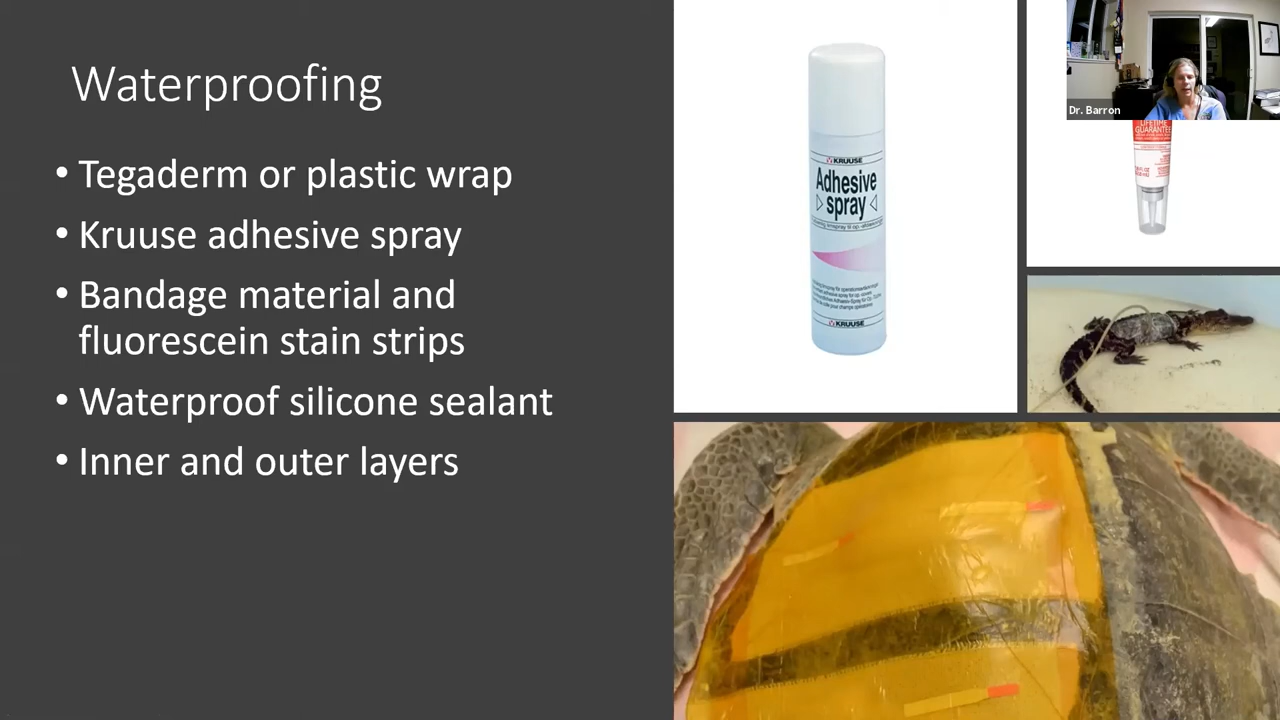 Waterproofing
• Tegaderm or plastic wrap
• Kruuse adhesive spray
• Bandage material and
fluorescein stain strips
• Waterproof silicone sealant
• Inner and outer layers
KRUUSE
Adhesive
spray
KRUUSE
Dr. Barron
LIFETIME
GUARANTEE